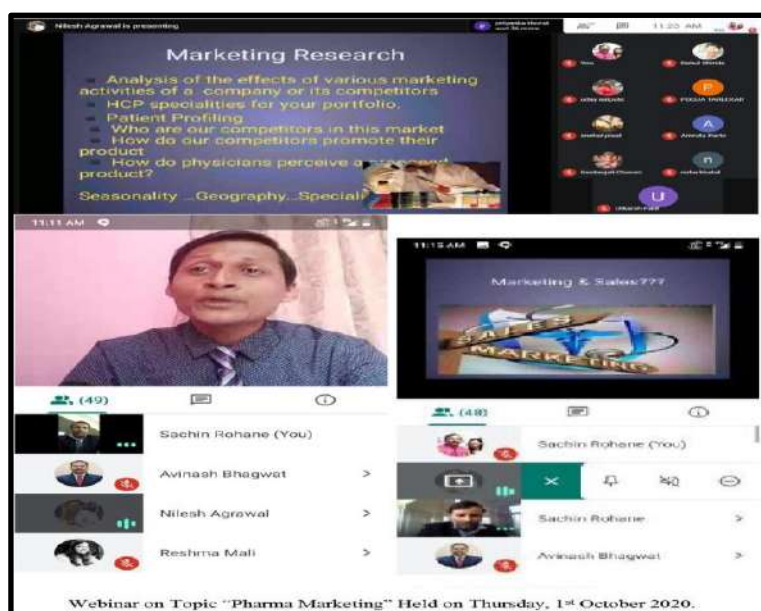 Nilesh Agrawal is presenting
11:23 AM
Marketing Research
Analysis of the effects of various marketing
activities of a company or its competitors
HCP specialities for your portfolio.
Patient Profiling
Who are our competitors in this market
How do our competitors promote their
product
How do physicians perceive
product?
Seasonality ...Geography...
You
P
POOJA
A
n
U
11:11 AM
(49)
Sachin Rohane (You)
Avinash Bhagwat
Nilesh Agrawal
Reshma Mali
11:15 AM
Marketing & Sales???
SALES
MARKETING
(48)
Sachin Rohane (You)
Sachin Rohane
Avinash Bhagwat
Webinar on Topic “Pharma Marketing” Held on Thursday, 1st October 2020.